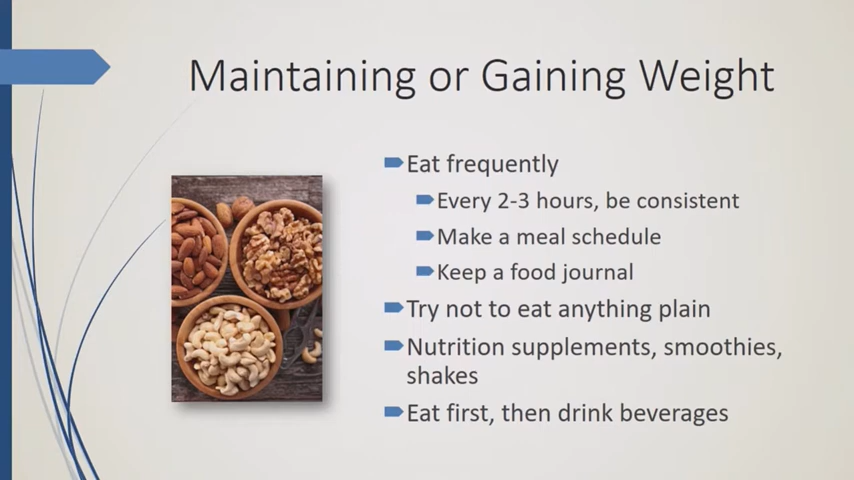 Maintaining or Gaining Weight
Eat frequently
Every 2-3 hours, be consistent
Make a meal schedule
Keep a food journal
Try not to eat anything plain
Nutrition supplements, smoothies,
shakes
Eat first, then drink beverages